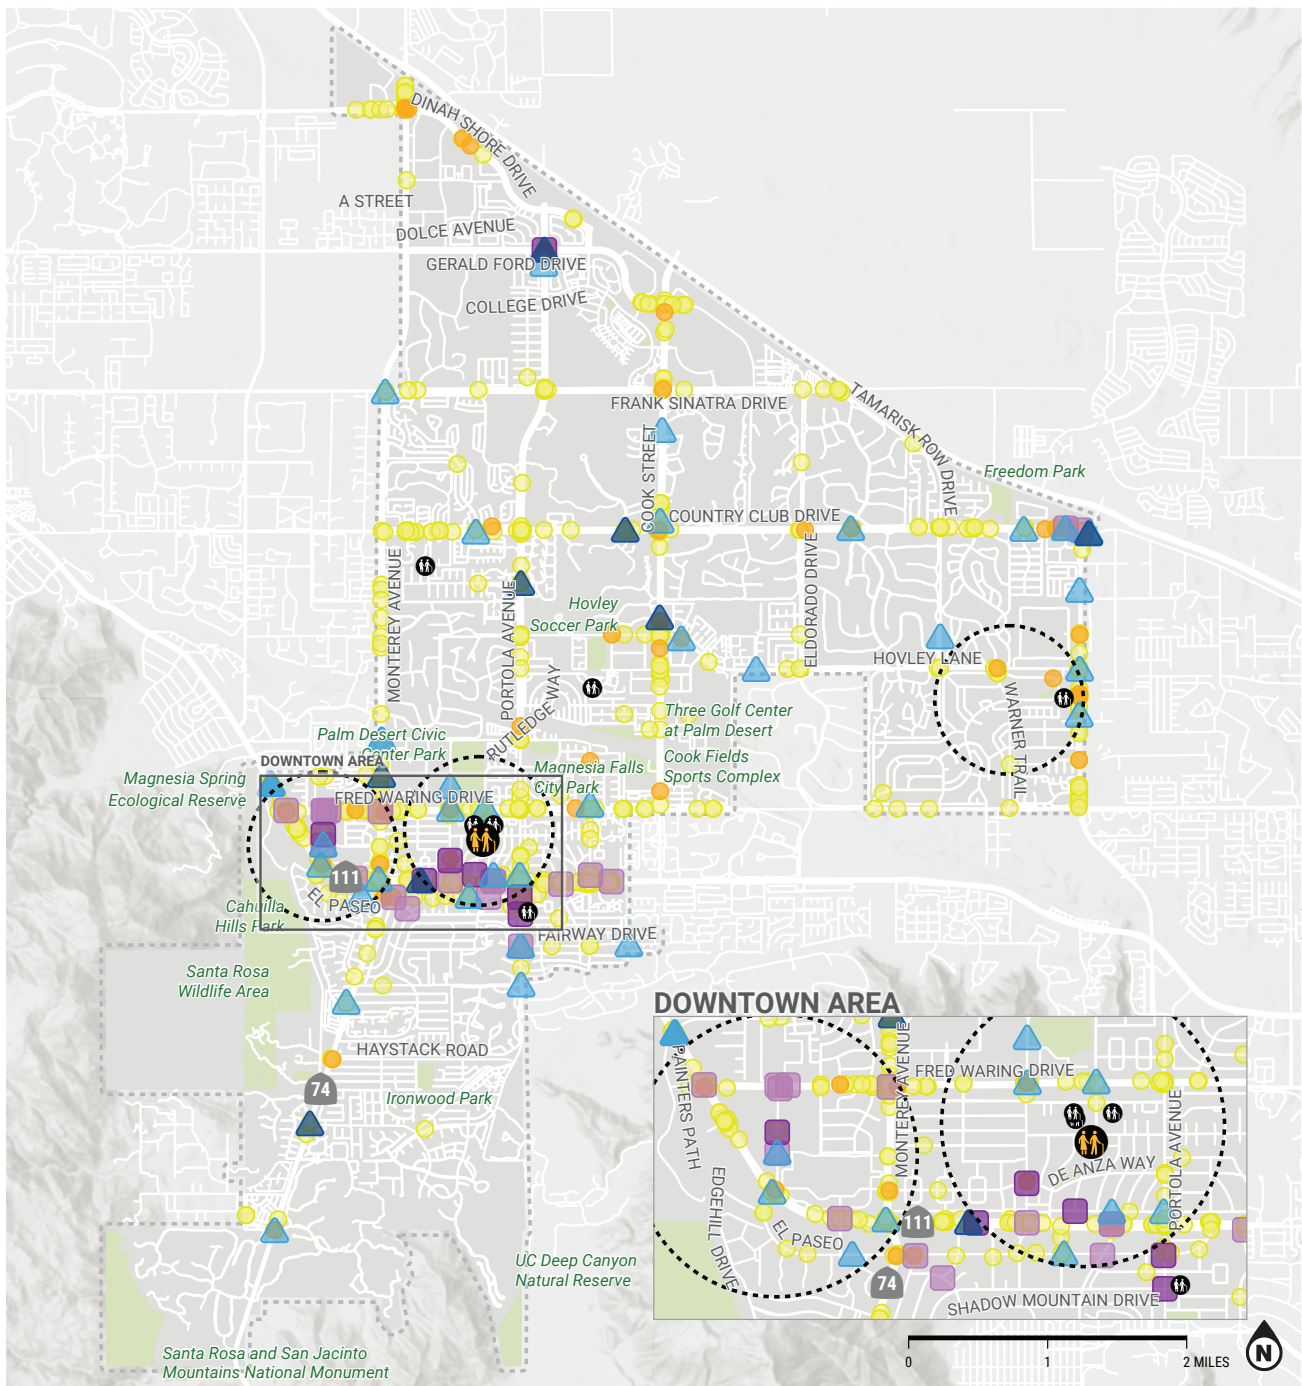 DINAH SHORE DRIVE
A STREET
DOLCE AVENUE
GERALD FORD DRIVE
COLLEGE DRIVE
FRANK SINATRA DRIVE
TAMARISK ROW DRIVE
COOK STREET
Freedom Park
COUNTRY CLUB DRIVE
MONTEREY AVENUE
PORTOLA AVENUE
ELDORADO DRIVE
Hovley
Soccer Park
HOVLEY LANE
WARNER TRAIL
RUTLEDGE WAY
Three Golf Center
at Palm Desert
Palm Desert Civic
Center Park
DOWNTOWN AREA
Magnesia Spring
Ecological Reserve
Magnesia Falls
City Park
Cook Fields
Sports Complex
FRED WARING DRIVE
111
EL PASEO
Cahuilla
Hills Park
FAIRWAY DRIVE
Santa Rosa
Wildlife Area
HAYSTACK ROAD
74
Ironwood Park
UC Deep Canyon
Natural Reserve
Santa Rosa and San Jacinto
Mountains National Monument
DOWNTOWN AREA
PAINTERS PATH
MONTEREY AVENUE
FRED WARING DRIVE
PORTOLA AVENUE
DE ANZA WAY
EDGEHILL DRIVE
EL PASEO
111
74
SHADOW MOUNTAIN DRIVE
0 1 2 MILES
N